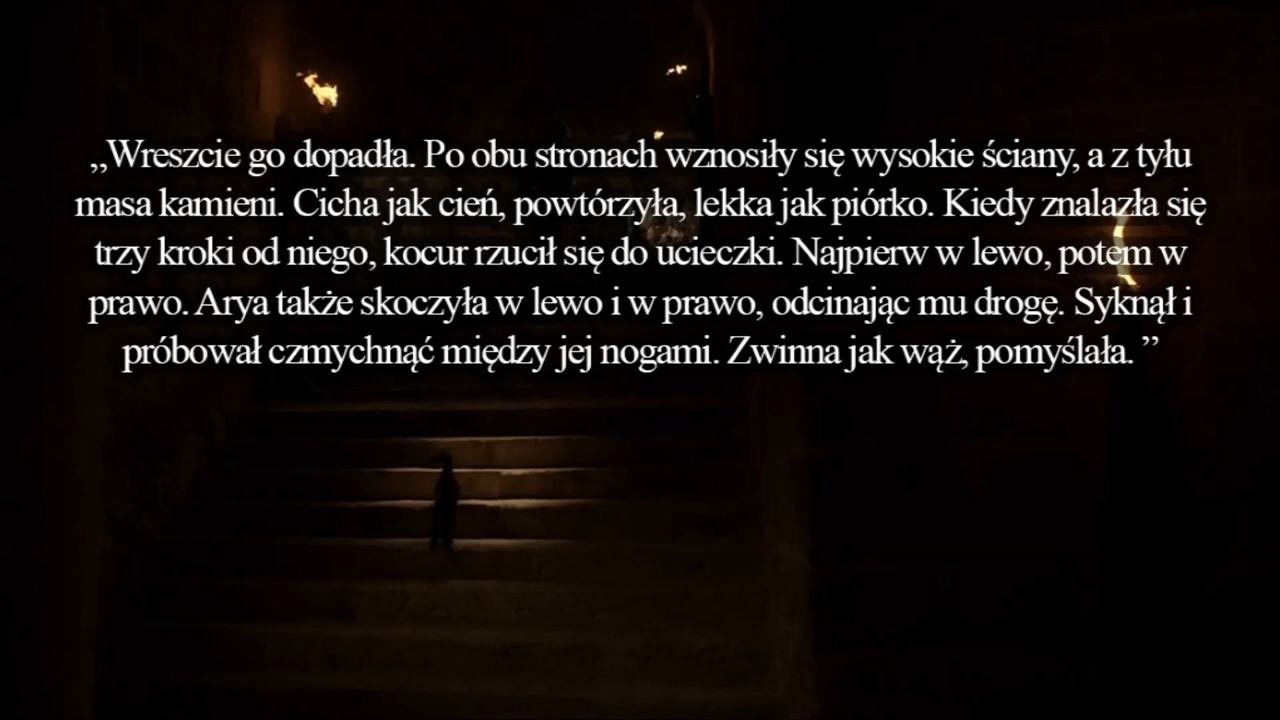 „Wreszcie go dopadła. Po obu stronach wznosiły się wysokie ściany, a z tyłu
masa kamieni. Cicha jak cień, powtórzyła, lekka jak piórko. Kiedy znalazła się
trzy kroki od niego, kocur rzucił się do ucieczki. Najpierw w lewo, potem w
prawo. Arya także skoczyła w lewo i w prawo, odcinając mu drogę. Syknął i
próbował czmychnąć między jej nogami. Zwinna jak wąż, pomyślała. ”